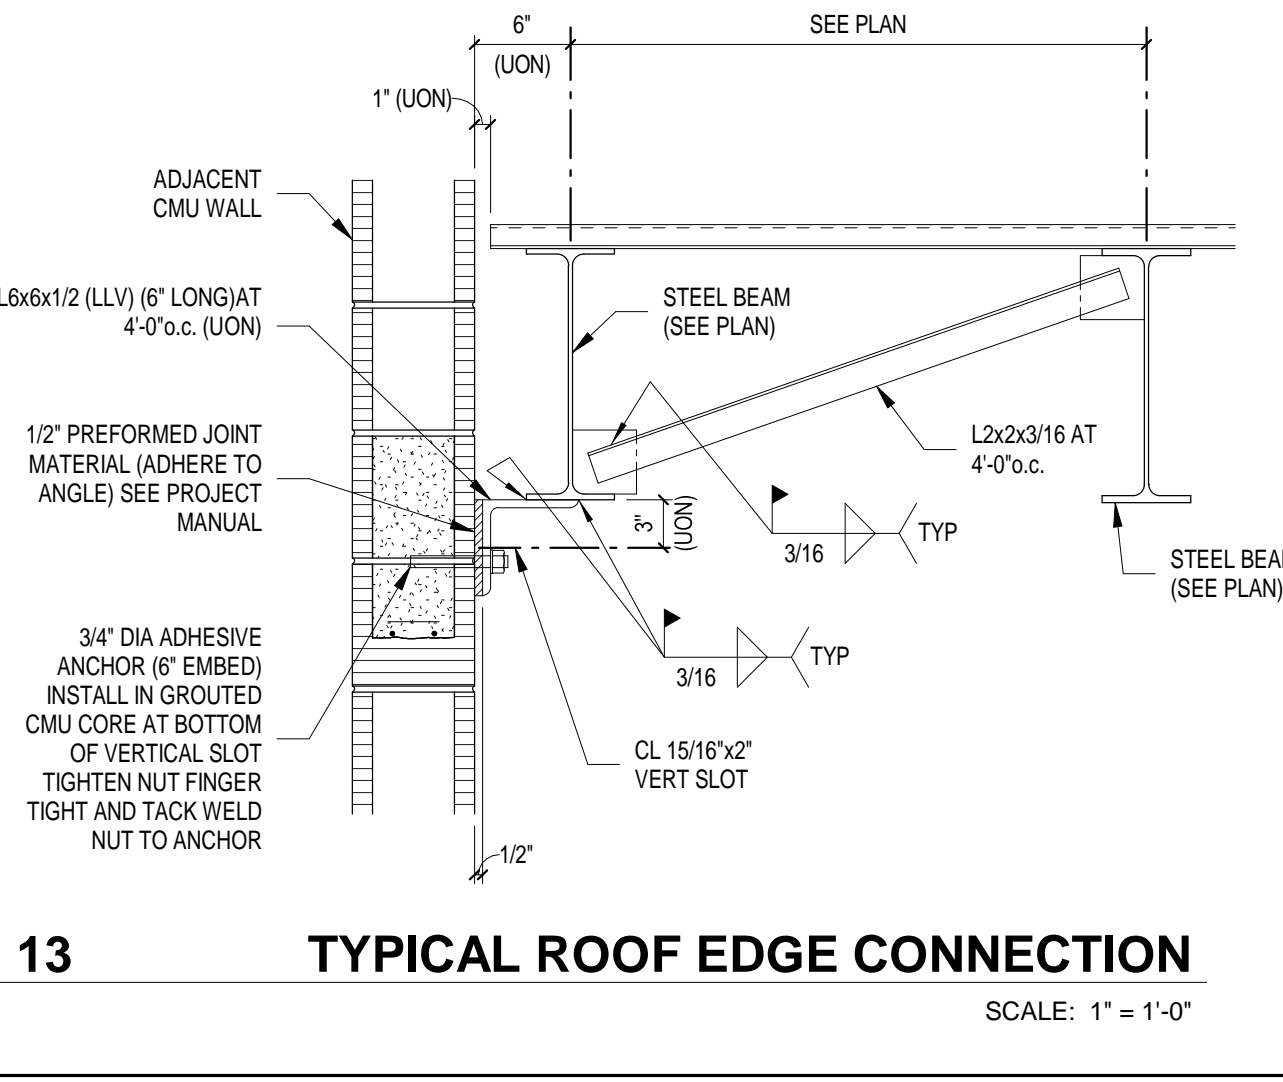 6"
(UON)
SEE PLAN
1" (UON)
ADJACENT
CMU WALL
L6x6x1/2 (LLV) (6" LONG)AT
4'-0"o.c. (UON)
STEEL BEAM
(SEE PLAN)
1/2" PREFORMED JOINT
MATERIAL (ADHERE TO
ANGLE) SEE PROJECT
MANUAL
L2x2x3/16 AT
4'-0"o.c.
3"
(UON)
3/16
TYP
STEEL BEA
(SEE PLAN)
3/4" DIA ADHESIVE
ANCHOR (6" EMBED)
INSTALL IN GROUTED
CMU CORE AT BOTTOM
OF VERTICAL SLOT
TIGHTEN NUT FINGER
TIGHT AND TACK WELD
NUT TO ANCHOR
3/16
TYP
CL 15/16"x2"
VERT SLOT
1/2"
13
TYPICAL ROOF EDGE CONNECTION
SCALE: 1" = 1'-0"